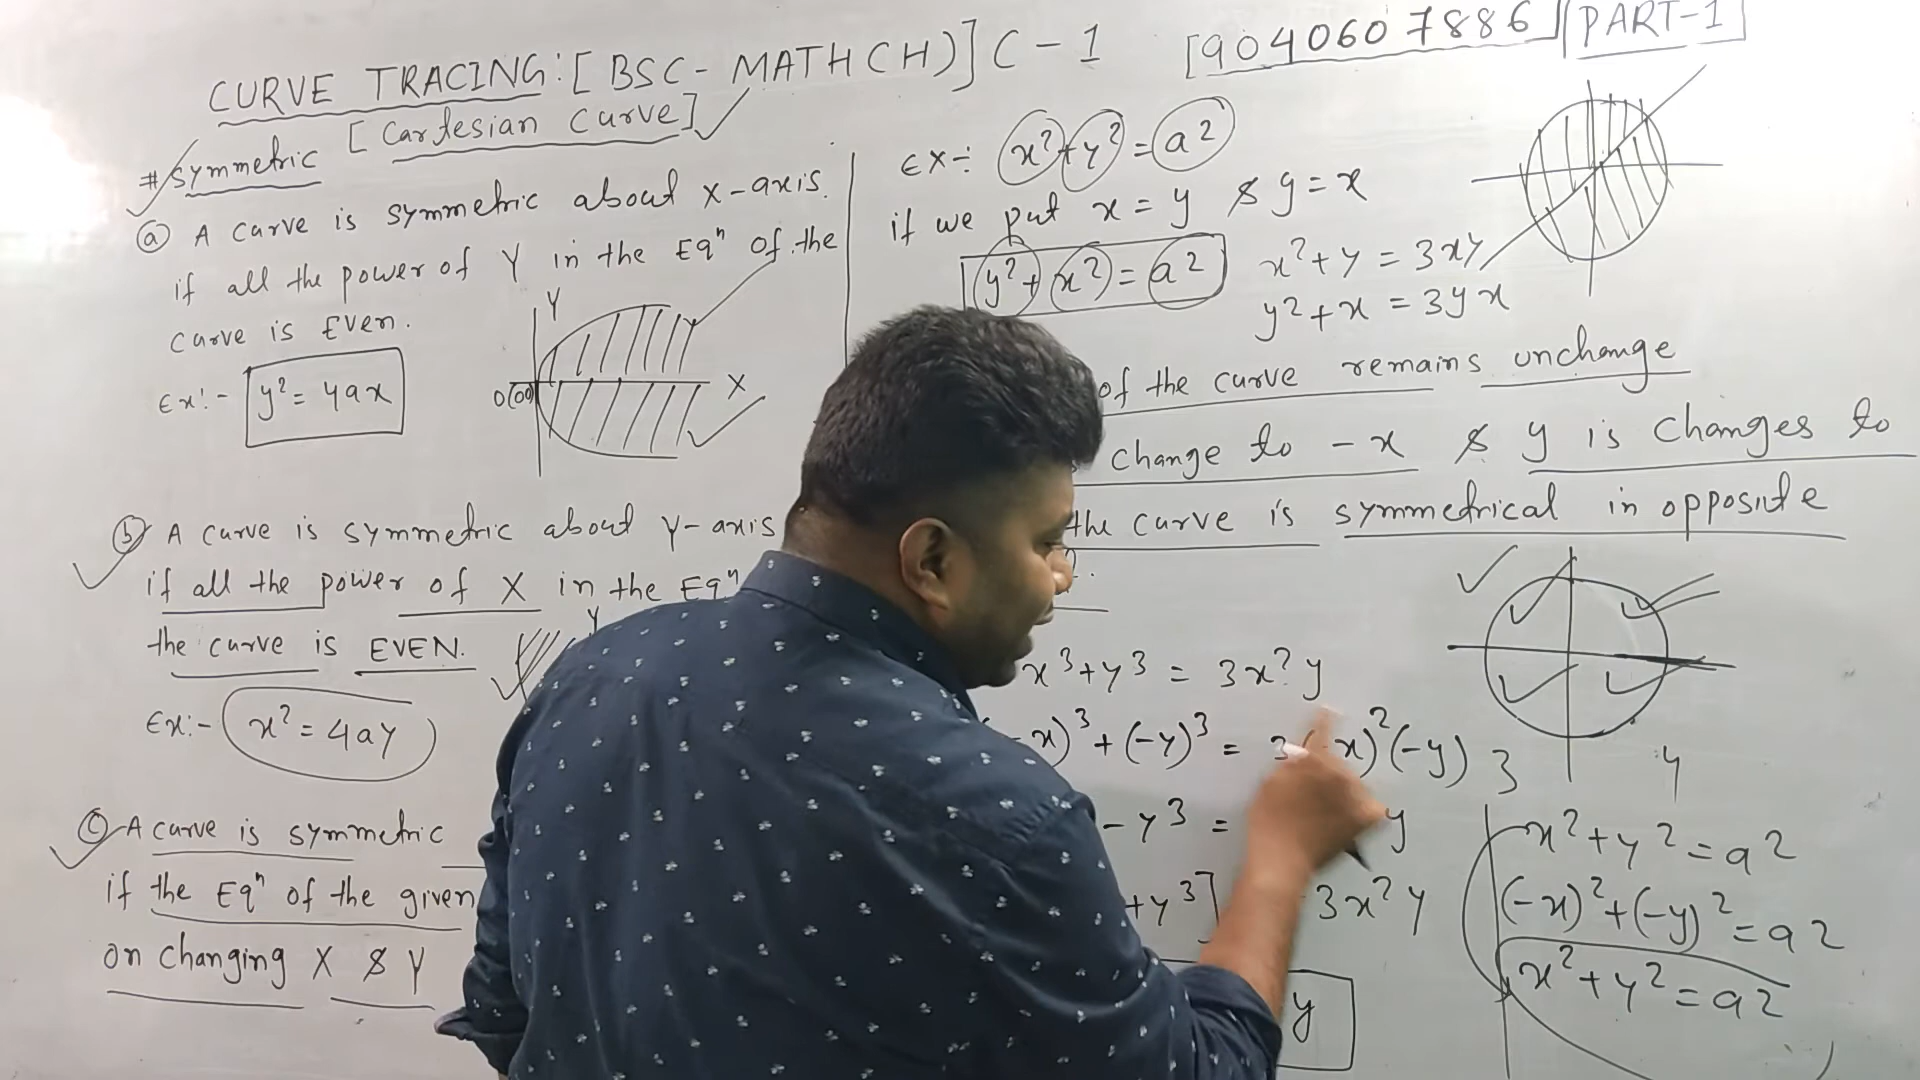 CURVE TRACING:[BSC-MATHCH)] C-1 [9040607886] PART-1
[Cartesian Curve]
# Symmetric
(a) A Curve is symmetric about X-axis.
if all the power of Y in the Eqⁿ of the
curve is Even.
Ex:- y² = 4ax
Y
X
O(00)
(b) A curve is symmetric about Y-axis
if all the power of X in the Eqⁿ
the curve is EVEN.
Y
Ex:- x² = 4ay
(C) A curve is symmetric
if the Eqⁿ of the given
on changing X & Y
Ex-: x²+y² = a²
if we put x = y & y = x
y²+x² = a²
x²+y = 3xy
y²+x = 3yx
of the curve remains unchange
change to -x & y is changes to
the curve is symmetrical in opposite
x³+y³ = 3x²y
x)³+(-y)³ = 3(-x)²(-y) 3
-y³ = y
+y³] 3x²y
y
y
x²+y² = a²
(-x)²+(-y)² = a²
x²+y² = a²